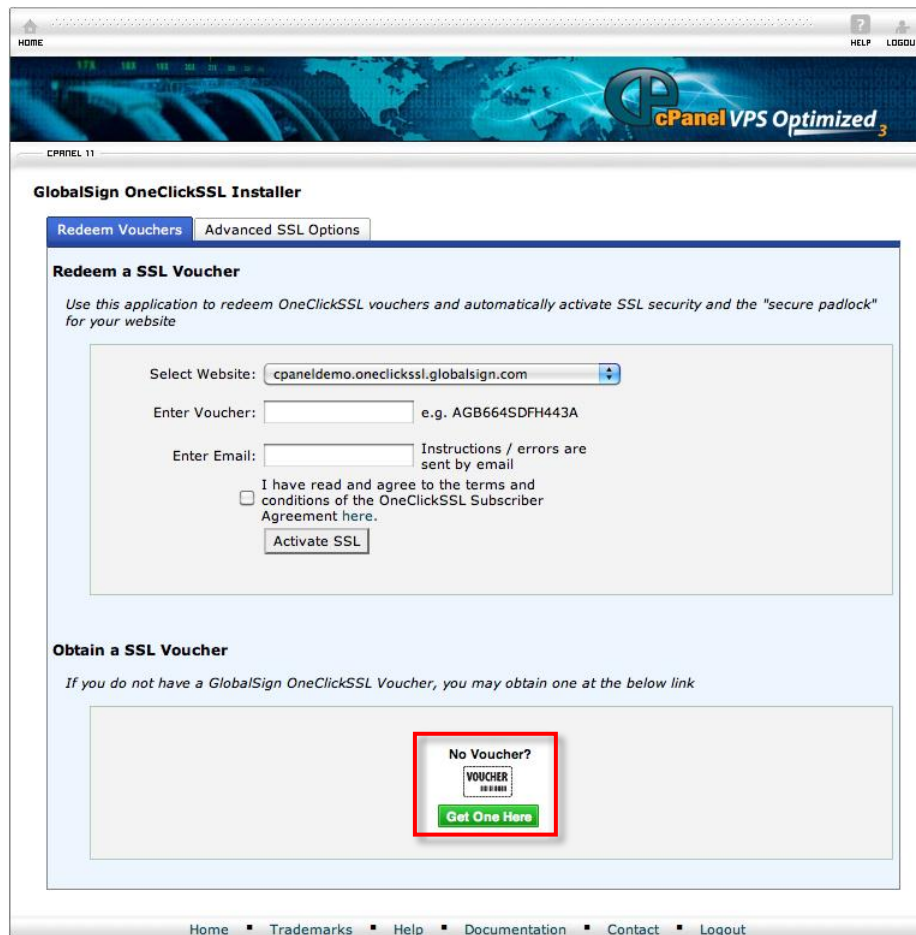 HOME
HELP LOGOU
cPanel VPS Optimized 3
CPANEL 11
GlobalSign OneClickSSL Installer
Redeem Vouchers Advanced SSL Options
Redeem a SSL Voucher
Use this application to redeem OneClickSSL vouchers and automatically activate SSL security and the "secure padlock"
for your website
Select Website: cpaneldemo.oneclickssl.globalsign.com
Enter Voucher: e.g. AGB664SDFH443A
Enter Email: Instructions / errors are
sent by email
I have read and agree to the terms and
conditions of the OneClickSSL Subscriber
Agreement here.
Activate SSL
Obtain a SSL Voucher
If you do not have a GlobalSign OneClickSSL Voucher, you may obtain one at the below link
No Voucher?
VOUCHER
Get One Here
Home ▪ Trademarks ▪ Help ▪ Documentation ▪ Contact ▪ Logout